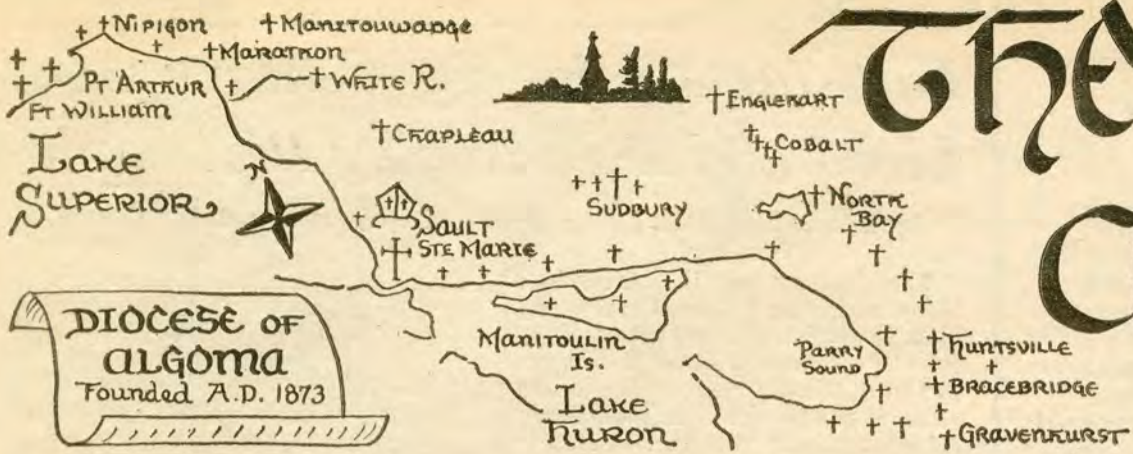 Nipigon
Manitouwadge
Marathon
Pt Arthur
White R.
Ft William
Englehart
Chapleau
Cobalt
Lake
Superior
N
Sudbury
North
Bay
Sault
Ste Marie
Diocese of
Algoma
Founded A.D. 1873
Manitoulin
Is.
Parry
Sound
Huntsville
Bracebridge
Lake
Huron
Gravenhurst
The
C